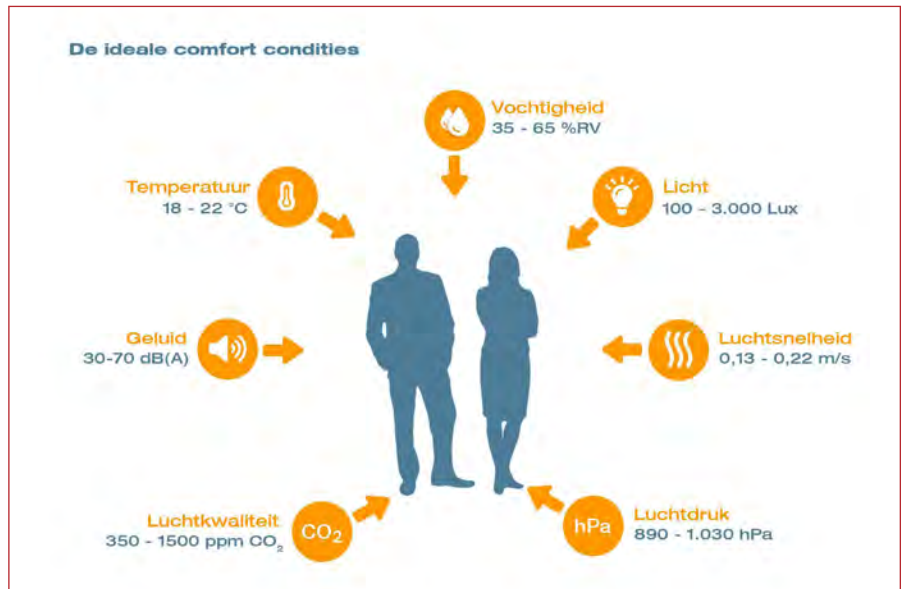 De ideale comfort condities
Vochtigheid
35 - 65 %RV
Temperatuur
18 - 22 °C
Licht
100 - 3.000 Lux
Geluid
30-70 dB(A)
Luchtsnelheid
0,13 - 0,22 m/s
Luchtkwaliteit
350 - 1500 ppm CO₂
CO₂
hPa
Luchtdruk
890 - 1.030 hPa